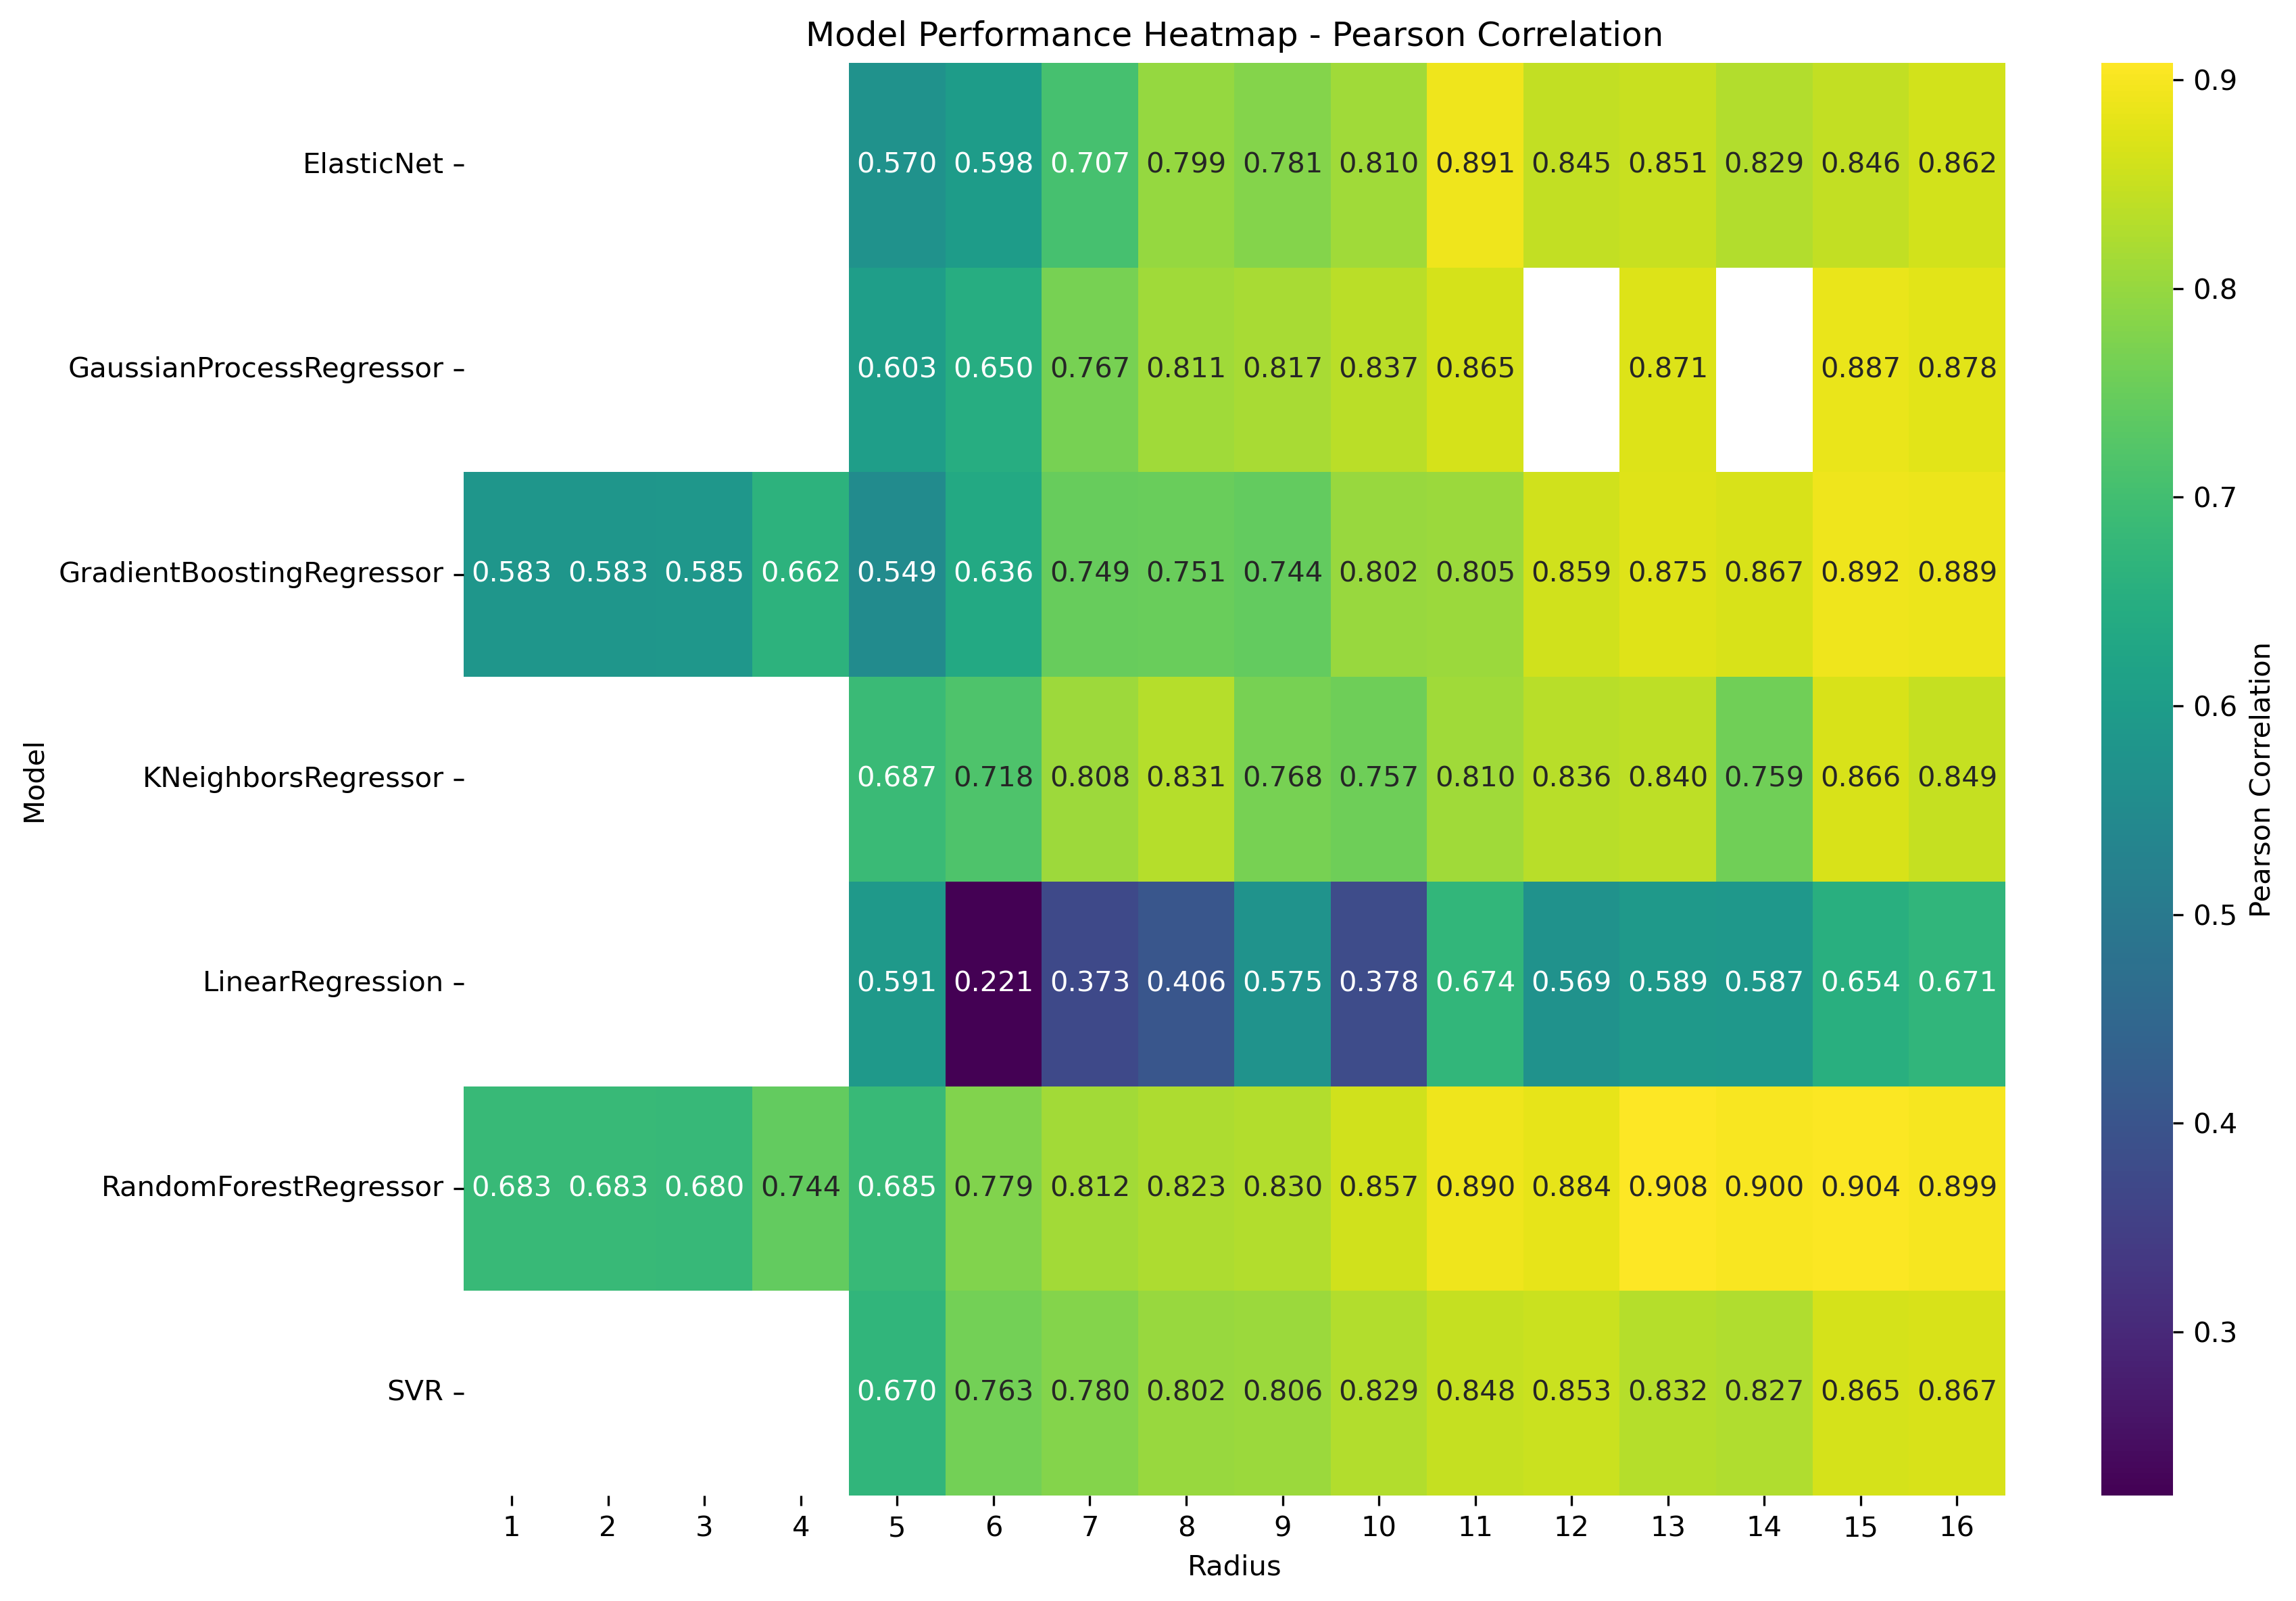 Model Performance Heatmap - Pearson Correlation
ElasticNet 0.570 0.598 0.707 0.799 0.781 0.810 0.891 0.845 0.851 0.829 0.846 0.862
GaussianProcessRegressor 0.603 0.650 0.767 0.811 0.817 0.837 0.865 0.871 0.887 0.878
GradientBoostingRegressor 0.583 0.583 0.585 0.662 0.549 0.636 0.749 0.751 0.744 0.802 0.805 0.859 0.875 0.867 0.892 0.889
KNeighborsRegressor 0.687 0.718 0.808 0.831 0.768 0.757 0.810 0.836 0.840 0.759 0.866 0.849
LinearRegression 0.591 0.221 0.373 0.406 0.575 0.378 0.674 0.569 0.589 0.587 0.654 0.671
RandomForestRegressor 0.683 0.683 0.680 0.744 0.685 0.779 0.812 0.823 0.830 0.857 0.890 0.884 0.908 0.900 0.904 0.899
SVR 0.670 0.763 0.780 0.802 0.806 0.829 0.848 0.853 0.832 0.827 0.865 0.867
1 2 3 4 5 6 7 8 9 10 11 12 13 14 15 16
Radius
Model
0.9
0.8
0.7
0.6
0.5
0.4
0.3
Pearson Correlation